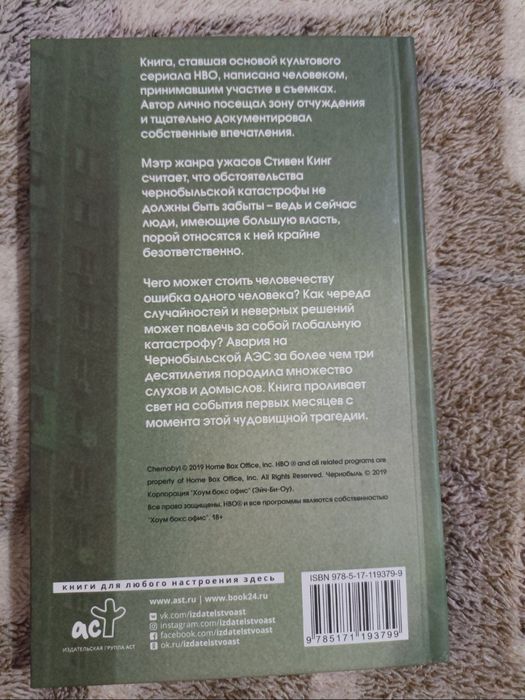 Книга, ставшая основой культового
сериала HBO, написана человеком,
принимавшим участие в съемках.
Автор лично посещал зону отчуждения
и тщательно документировал
собственные впечатления.
Мэтр жанра ужасов Стивен Кинг
считает, что обстоятельства
чернобыльской катастрофы не
должны быть забыты – ведь и сейчас
люди, имеющие большую власть,
порой относятся к ней крайне
безответственно.
Чего может стоить человечеству
ошибка одного человека? Как череда
случайностей и неверных решений
может повлечь за собой глобальную
катастрофу? Авария на
Чернобыльской АЭС за более чем три
десятилетия породила множество
слухов и домыслов. Книга проливает
свет на события первых месяцев с
момента этой чудовищной трагедии.
Chernobyl © 2019 Home Box Office, Inc. HBO ® and all related programs are
property of Home Box Office, Inc. All Rights Reserved. Чернобыль © 2019
Корпорация "Хоум бокс офис" (Эйч-Би-Оу).
Все права защищены. HBO® и все программы являются собственностью
"Хоум бокс офис". 18+
книги для любого настроения здесь
аст
ИЗДАТЕЛЬСКАЯ ГРУППА АСТ
www.ast.ru | www.book24.ru
vk.com/izdatelstvoast
instagram.com/izdatelstvoast
facebook.com/izdatelstvoast
ok.ru/izdatelstvoast
ISBN 978-5-17-119379-9
9 785171 193799